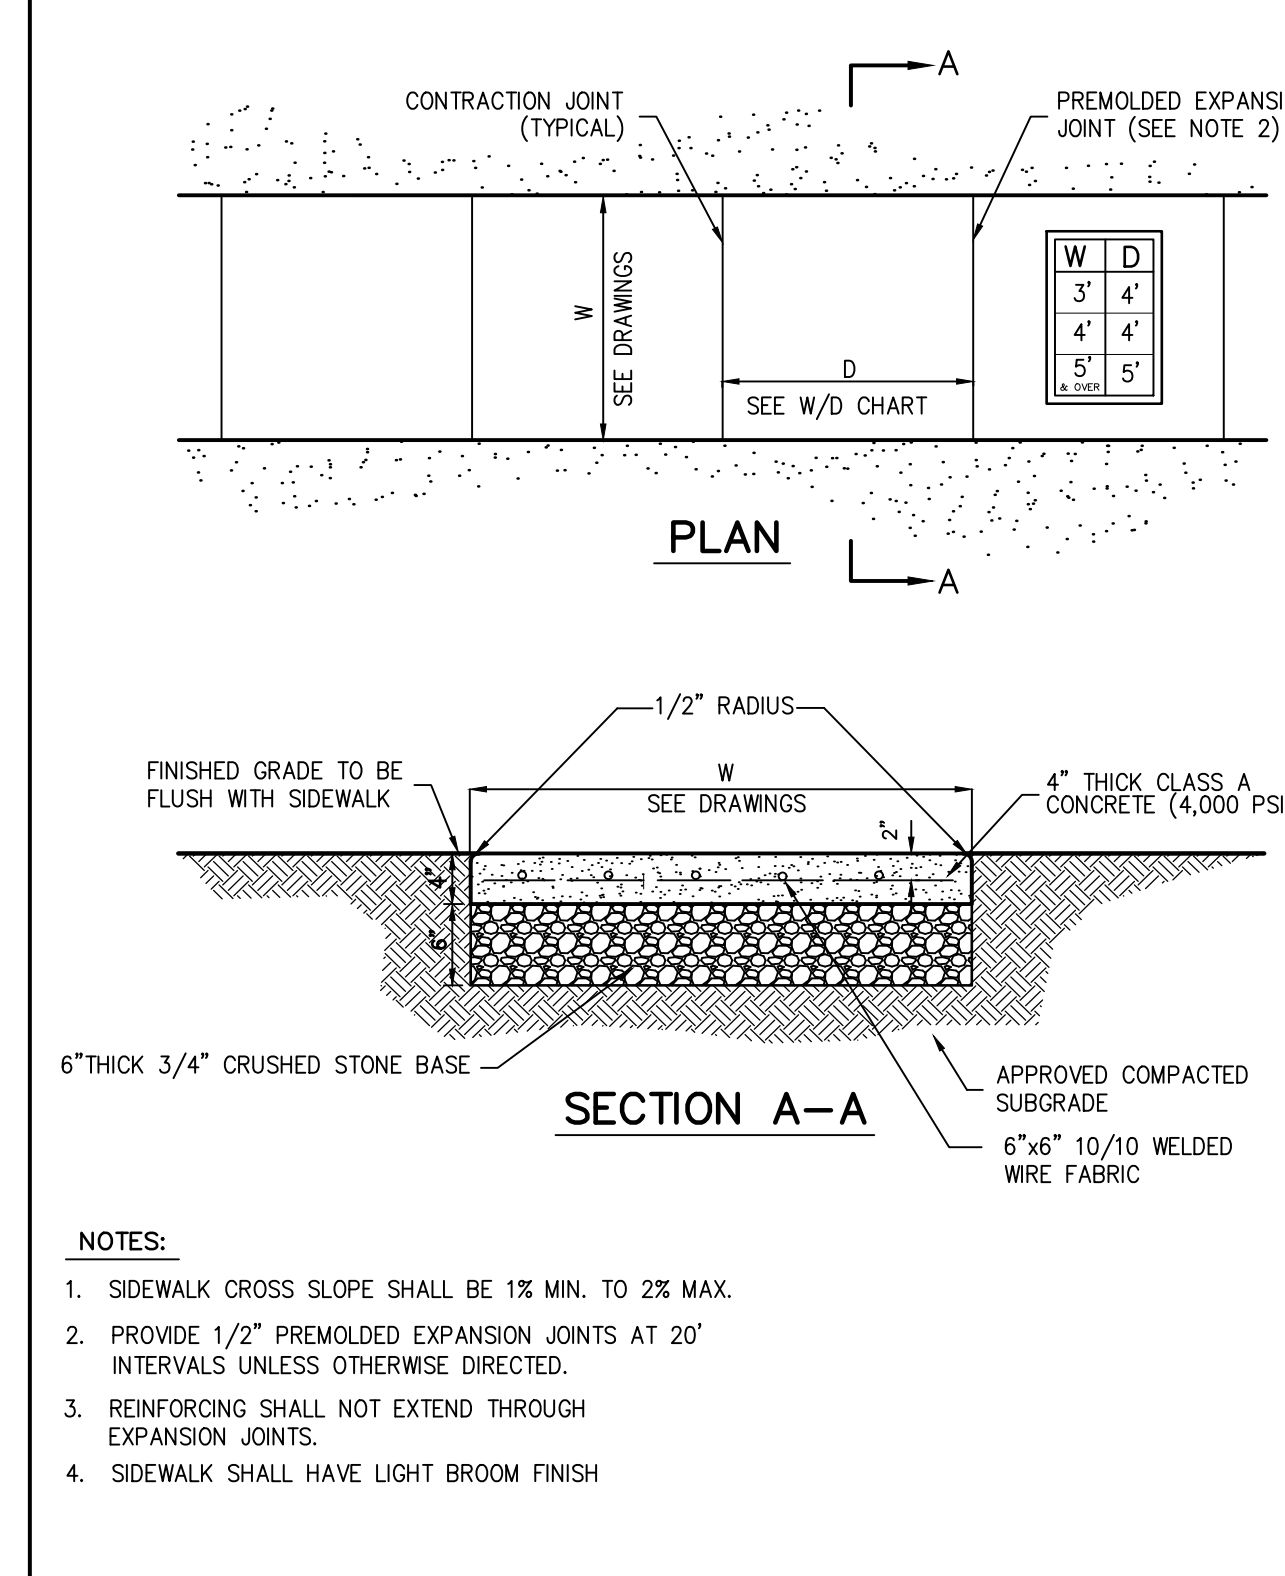 A
CONTRACTION JOINT
(TYPICAL)
PREMOLDED EXPANSI
JOINT (SEE NOTE 2)
W
SEE DRAWINGS
D
SEE W/D CHART
W D
3' 4'
4' 4'
5' 5'
& OVER
PLAN
A
1/2" RADIUS
FINISHED GRADE TO BE
FLUSH WITH SIDEWALK
W
SEE DRAWINGS
2"
4" THICK CLASS A
CONCRETE (4,000 PSI
4"
6"
6"THICK 3/4" CRUSHED STONE BASE
APPROVED COMPACTED
SUBGRADE
SECTION A-A
6"x6" 10/10 WELDED
WIRE FABRIC
NOTES:
1. SIDEWALK CROSS SLOPE SHALL BE 1% MIN. TO 2% MAX.
2. PROVIDE 1/2" PREMOLDED EXPANSION JOINTS AT 20'
INTERVALS UNLESS OTHERWISE DIRECTED.
3. REINFORCING SHALL NOT EXTEND THROUGH
EXPANSION JOINTS.
4. SIDEWALK SHALL HAVE LIGHT BROOM FINISH